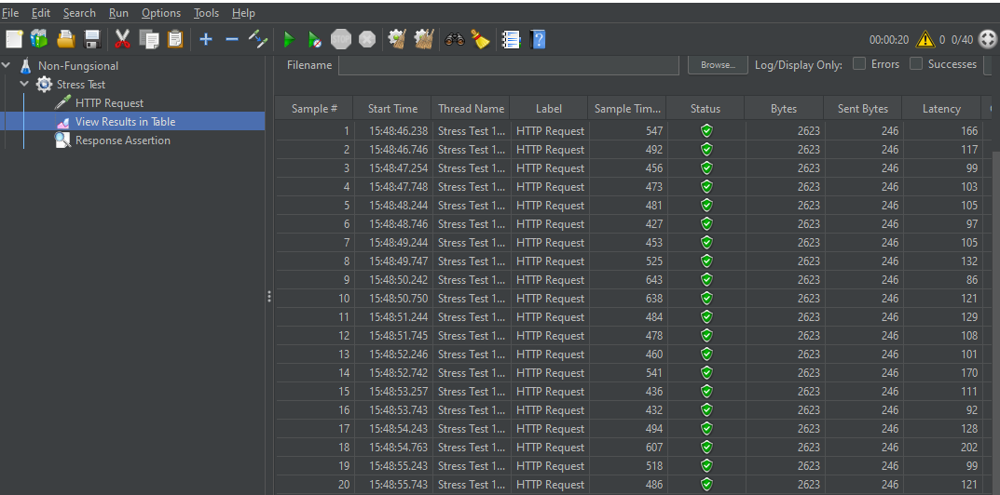 File Edit Search Run Options Tools Help
00:00:20 0 0/40
Non-Fungsional
Stress Test
HTTP Request
View Results in Table
Response Assertion
Filename Browse... Log/Display Only: Errors Successes
Sample # Start Time Thread Name Label Sample Tim... Status Bytes Sent Bytes Latency
1 15:48:46.238 Stress Test 1... HTTP Request 547 2623 246 166
2 15:48:46.746 Stress Test 1... HTTP Request 492 2623 246 117
3 15:48:47.254 Stress Test 1... HTTP Request 456 2623 246 99
4 15:48:47.748 Stress Test 1... HTTP Request 473 2623 246 103
5 15:48:48.244 Stress Test 1... HTTP Request 481 2623 246 105
6 15:48:48.746 Stress Test 1... HTTP Request 427 2623 246 97
7 15:48:49.244 Stress Test 1... HTTP Request 453 2623 246 105
8 15:48:49.747 Stress Test 1... HTTP Request 525 2623 246 132
9 15:48:50.242 Stress Test 1... HTTP Request 643 2623 246 86
10 15:48:50.750 Stress Test 1... HTTP Request 638 2623 246 121
11 15:48:51.244 Stress Test 1... HTTP Request 484 2623 246 129
12 15:48:51.745 Stress Test 1... HTTP Request 478 2623 246 108
13 15:48:52.246 Stress Test 1... HTTP Request 460 2623 246 101
14 15:48:52.742 Stress Test 1... HTTP Request 541 2623 246 170
15 15:48:53.257 Stress Test 1... HTTP Request 436 2623 246 111
16 15:48:53.743 Stress Test 1... HTTP Request 432 2623 246 92
17 15:48:54.243 Stress Test 1... HTTP Request 494 2623 246 128
18 15:48:54.763 Stress Test 1... HTTP Request 607 2623 246 202
19 15:48:55.243 Stress Test 1... HTTP Request 518 2623 246 99
20 15:48:55.743 Stress Test 1... HTTP Request 486 2623 246 121